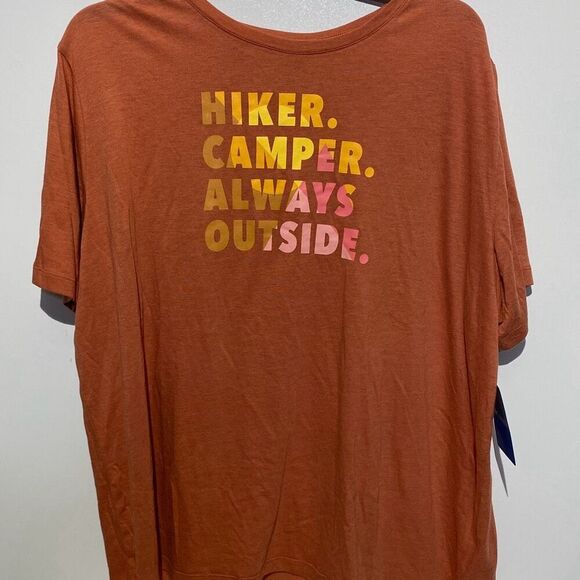 HIKER.
CAMPER.
ALWAYS
OUTSIDE.